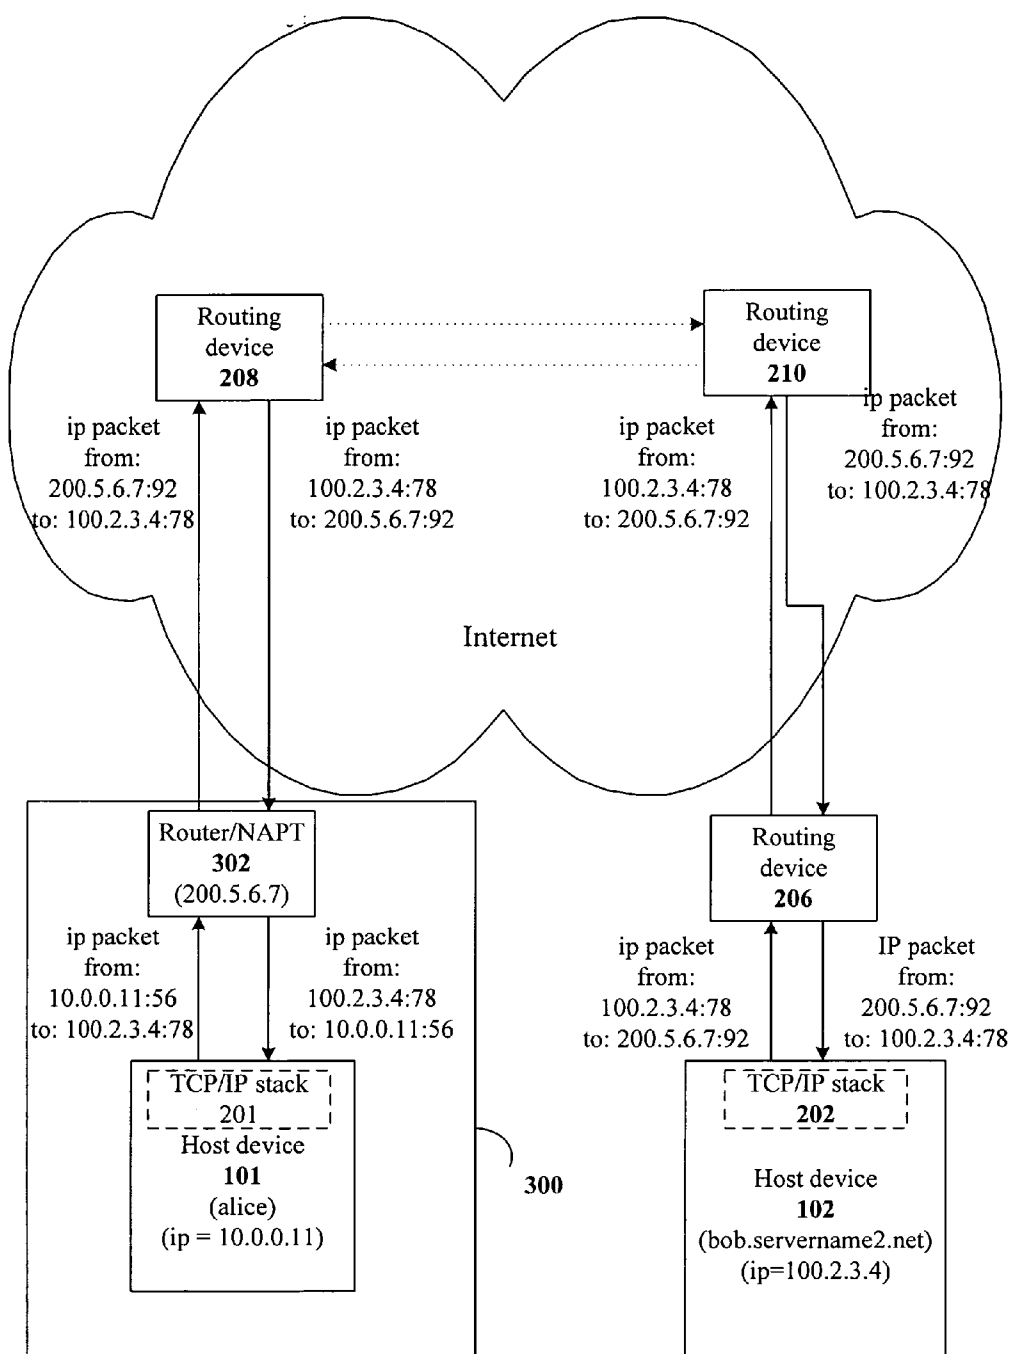 Routing
device
208
Routing
device
210
ip packet
from:
200.5.6.7:92
to: 100.2.3.4:78
ip packet
from:
100.2.3.4:78
to: 200.5.6.7:92
ip packet
from:
100.2.3.4:78
to: 200.5.6.7:92
ip packet
from:
200.5.6.7:92
to: 100.2.3.4:78
Internet
Router/NAPT
302
(200.5.6.7)
Routing
device
206
ip packet
from:
10.0.0.11:56
to: 100.2.3.4:78
ip packet
from:
100.2.3.4:78
to: 10.0.0.11:56
ip packet
from:
100.2.3.4:78
to: 200.5.6.7:92
IP packet
from:
200.5.6.7:92
to: 100.2.3.4:78
TCP/IP stack
201
Host device
101
(alice)
(ip = 10.0.0.11)
300
TCP/IP stack
202
Host device
102
(bob.servername2.net)
(ip=100.2.3.4)